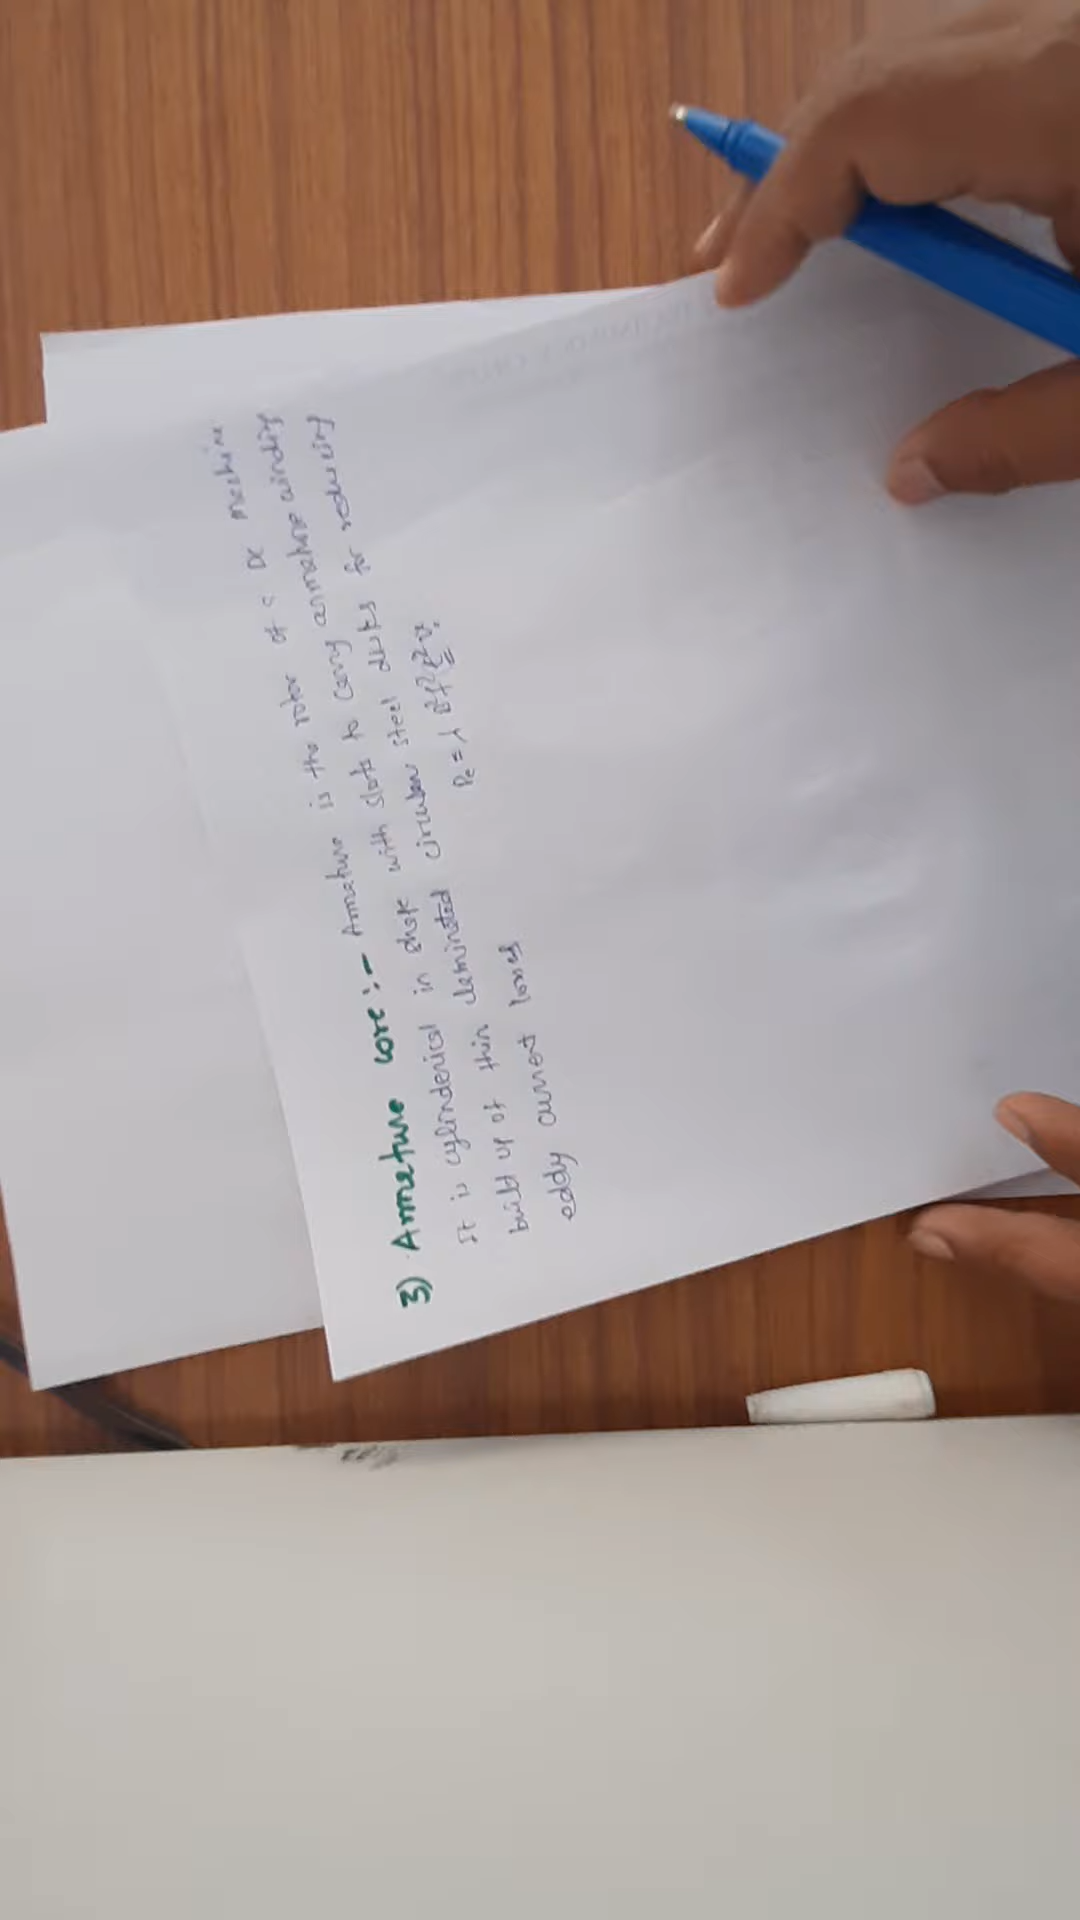 3) Armature core :- Armature is the rotor of a DC machine.
It is cylinderical in shape with slots to carry armature winding
build up of thin laminated circular steel disks for reducing
eddy current losses